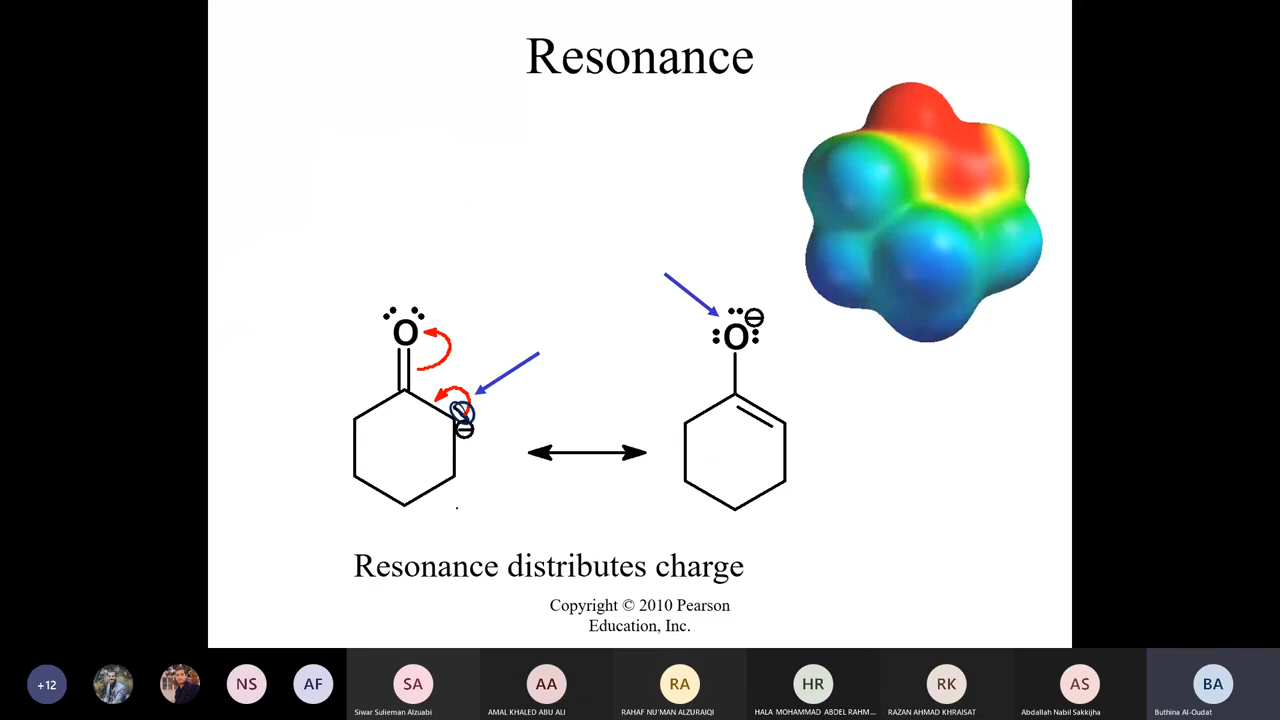 Resonance
O
⊖
O
⊖
Resonance distributes charge
Copyright © 2010 Pearson
Education, Inc.
+12
NS
AF
SA
AA
RA
HR
RK
AS
BA
Siwar Sulieman Alzuabi
AMAL KHALED ABU ALI
RAHAF NU'MAN ALZURAIQI
HALA MOHAMMAD ABDEL RAHM...
RAZAN AHMAD KHRAISAT
Abdallah Nabil Sakkijha
Buthina Al-Oudat